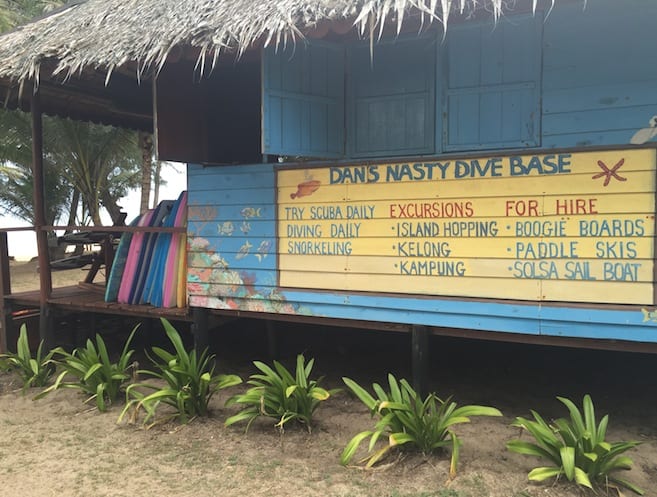 DAN'S NASTY DIVE BASE
TRY SCUBA DAILY
DIVING DAILY
SNORKELING
EXCURSIONS
•ISLAND HOPPING
•KELONG
•KAMPUNG
FOR HIRE
•BOOGIE BOARDS
•PADDLE SKIS
•SOLSA SAIL BOAT